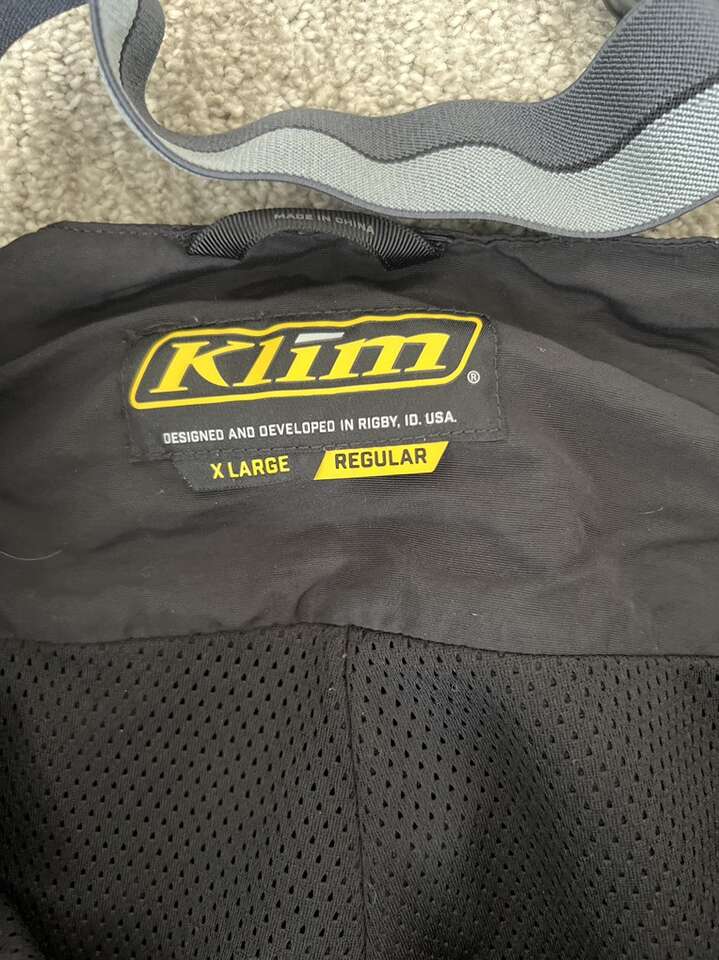 MADE IN CHINA
Klim®
DESIGNED AND DEVELOPED IN RIGBY, ID. USA.
X LARGE REGULAR